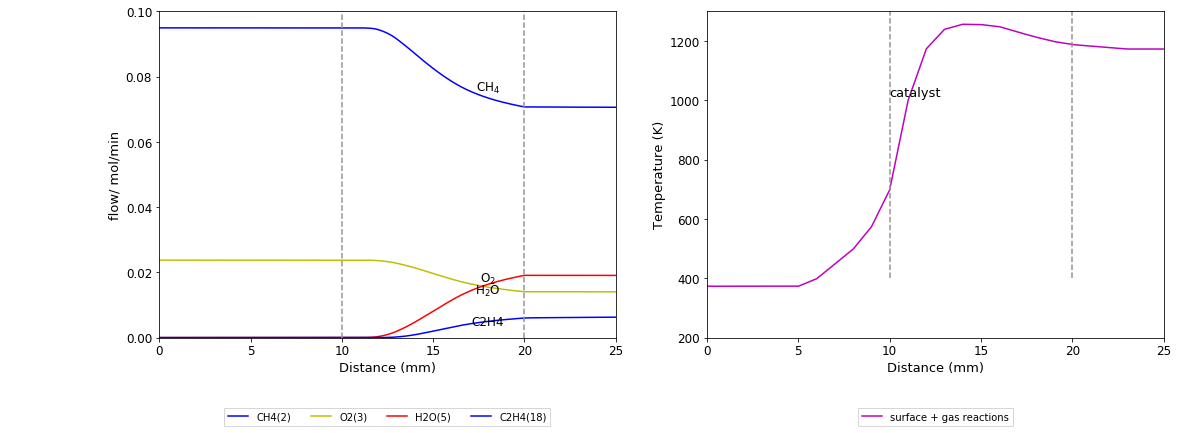 0.10
0.08
0.06
0.04
0.02
0.00
flow/ mol/min
CH4
O2
H2O
C2H4
0 5 10 15 20 25
Distance (mm)
CH4(2) O2(3) H2O(5) C2H4(18)
1200
1000
800
600
400
200
Temperature (K)
catalyst
0 5 10 15 20 25
Distance (mm)
surface + gas reactions